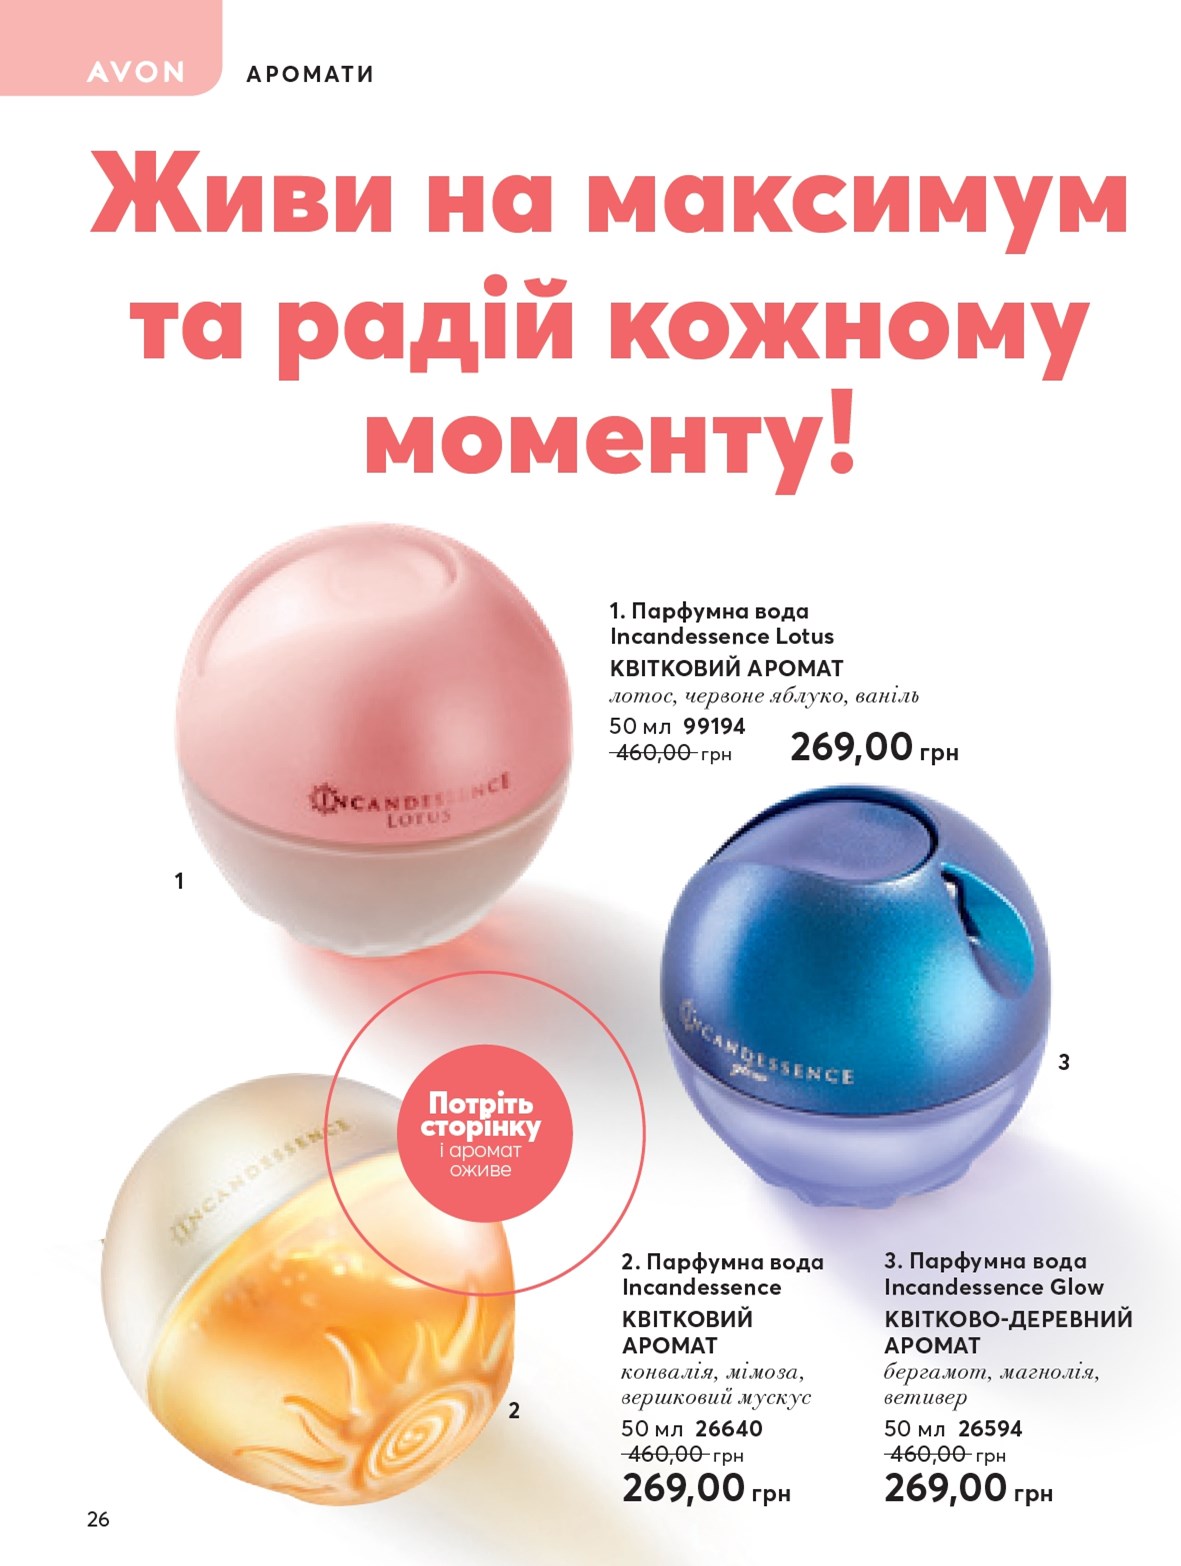 AVON
АРОМАТИ
Живи на максимум
та радій кожному
моменту!
1. Парфумна вода
Incandessence Lotus
КВІТКОВИЙ АРОМАТ
лотос, червоне яблуко, ваніль
50 мл 99194
460,00 грн 269,00 грн
INCANDESSENCE
LOTUS
1
INCANDESSENCE
glow
3
Потріть
сторінку
і аромат
оживе
INCANDESSENCE
2
2. Парфумна вода
Incandessence
КВІТКОВИЙ
АРОМАТ
конвалія, мімоза,
вершковий мускус
50 мл 26640
460,00 грн
269,00 грн
3. Парфумна вода
Incandessence Glow
КВІТКОВО-ДЕРЕВНИЙ
АРОМАТ
бергамот, магнолія,
ветивер
50 мл 26594
460,00 грн
269,00 грн
26